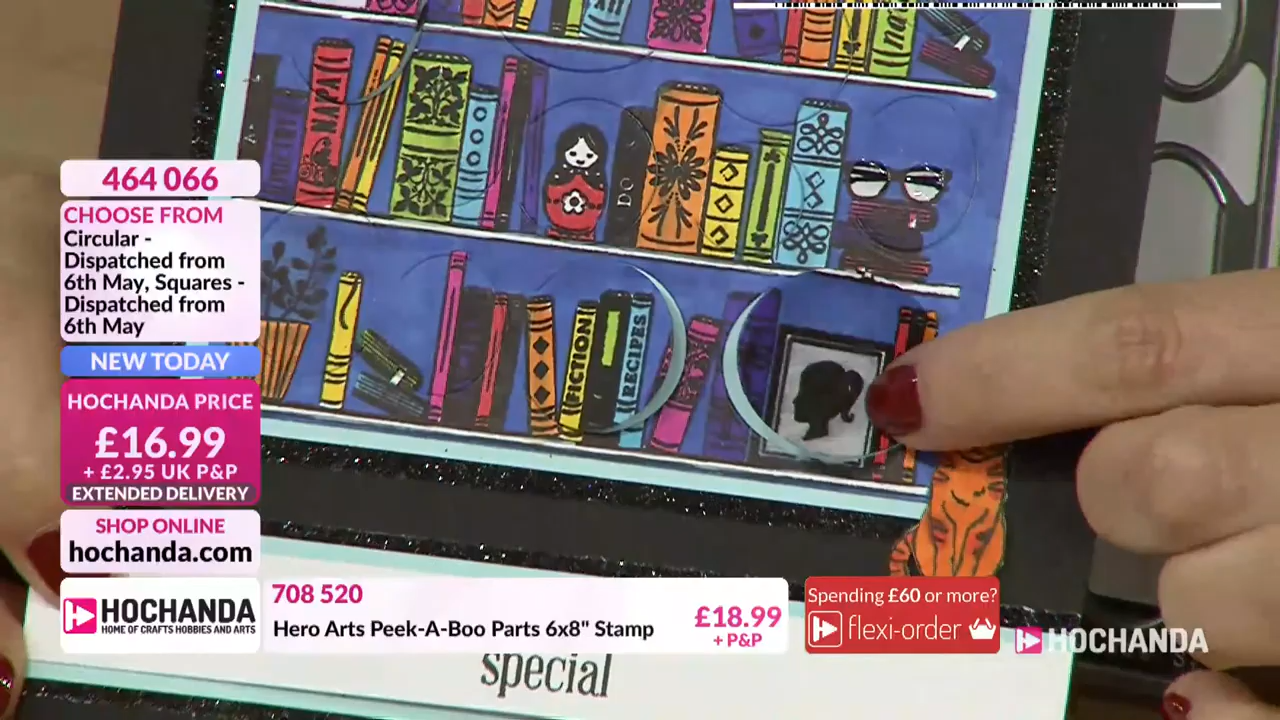 464 066
CHOOSE FROM
Circular -
Dispatched from
6th May, Squares -
Dispatched from
6th May
NEW TODAY
HOCHANDA PRICE
£16.99
+ £2.95 UK P&P
EXTENDED DELIVERY
SHOP ONLINE
hochanda.com
HOCHANDA
HOME OF CRAFTS HOBBIES AND ARTS
708 520
Hero Arts Peek-A-Boo Parts 6x8" Stamp
£18.99
+ P&P
Spending £60 or more?
flexi-order
HOCHANDA
POETRY
NAPA
DO
FICTION
RECIPES
special